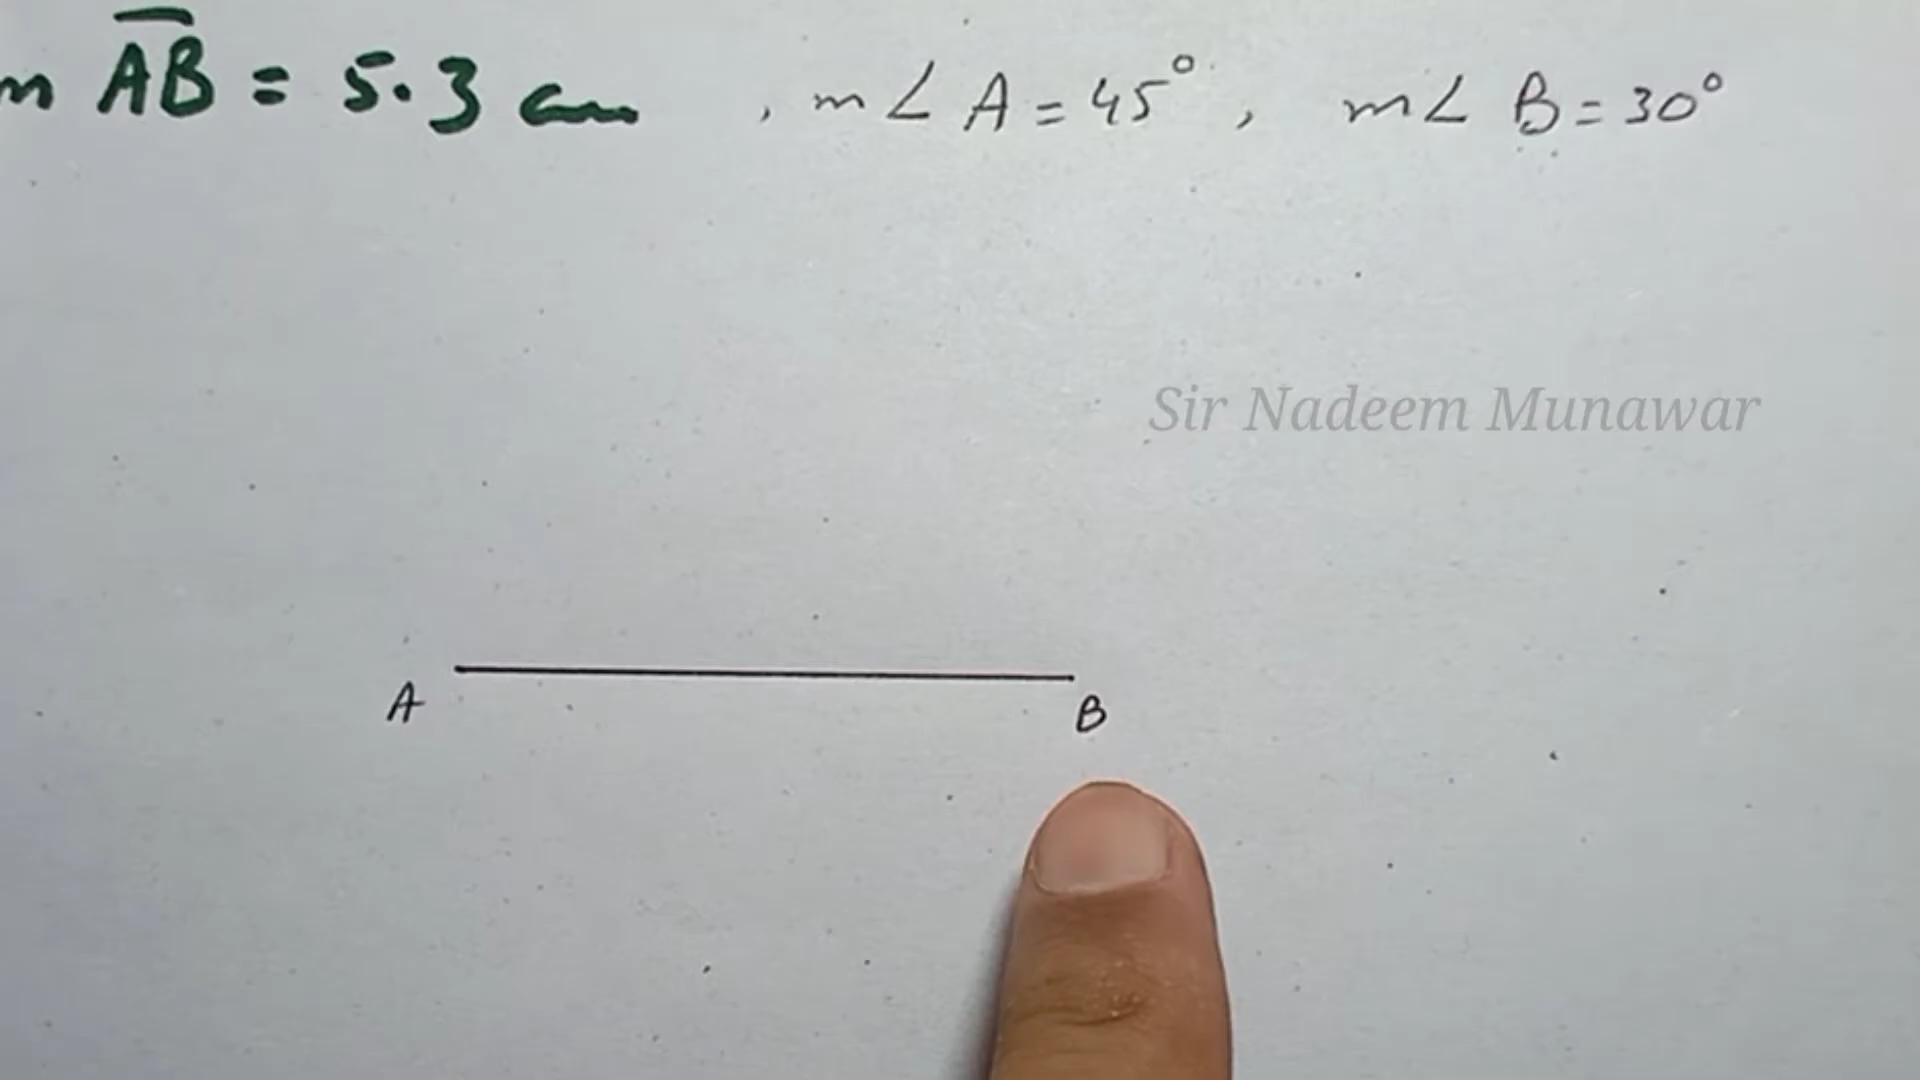 m AB = 5.3 cm , m∠A = 45°, m∠B = 30°
Sir Nadeem Munawar
A B